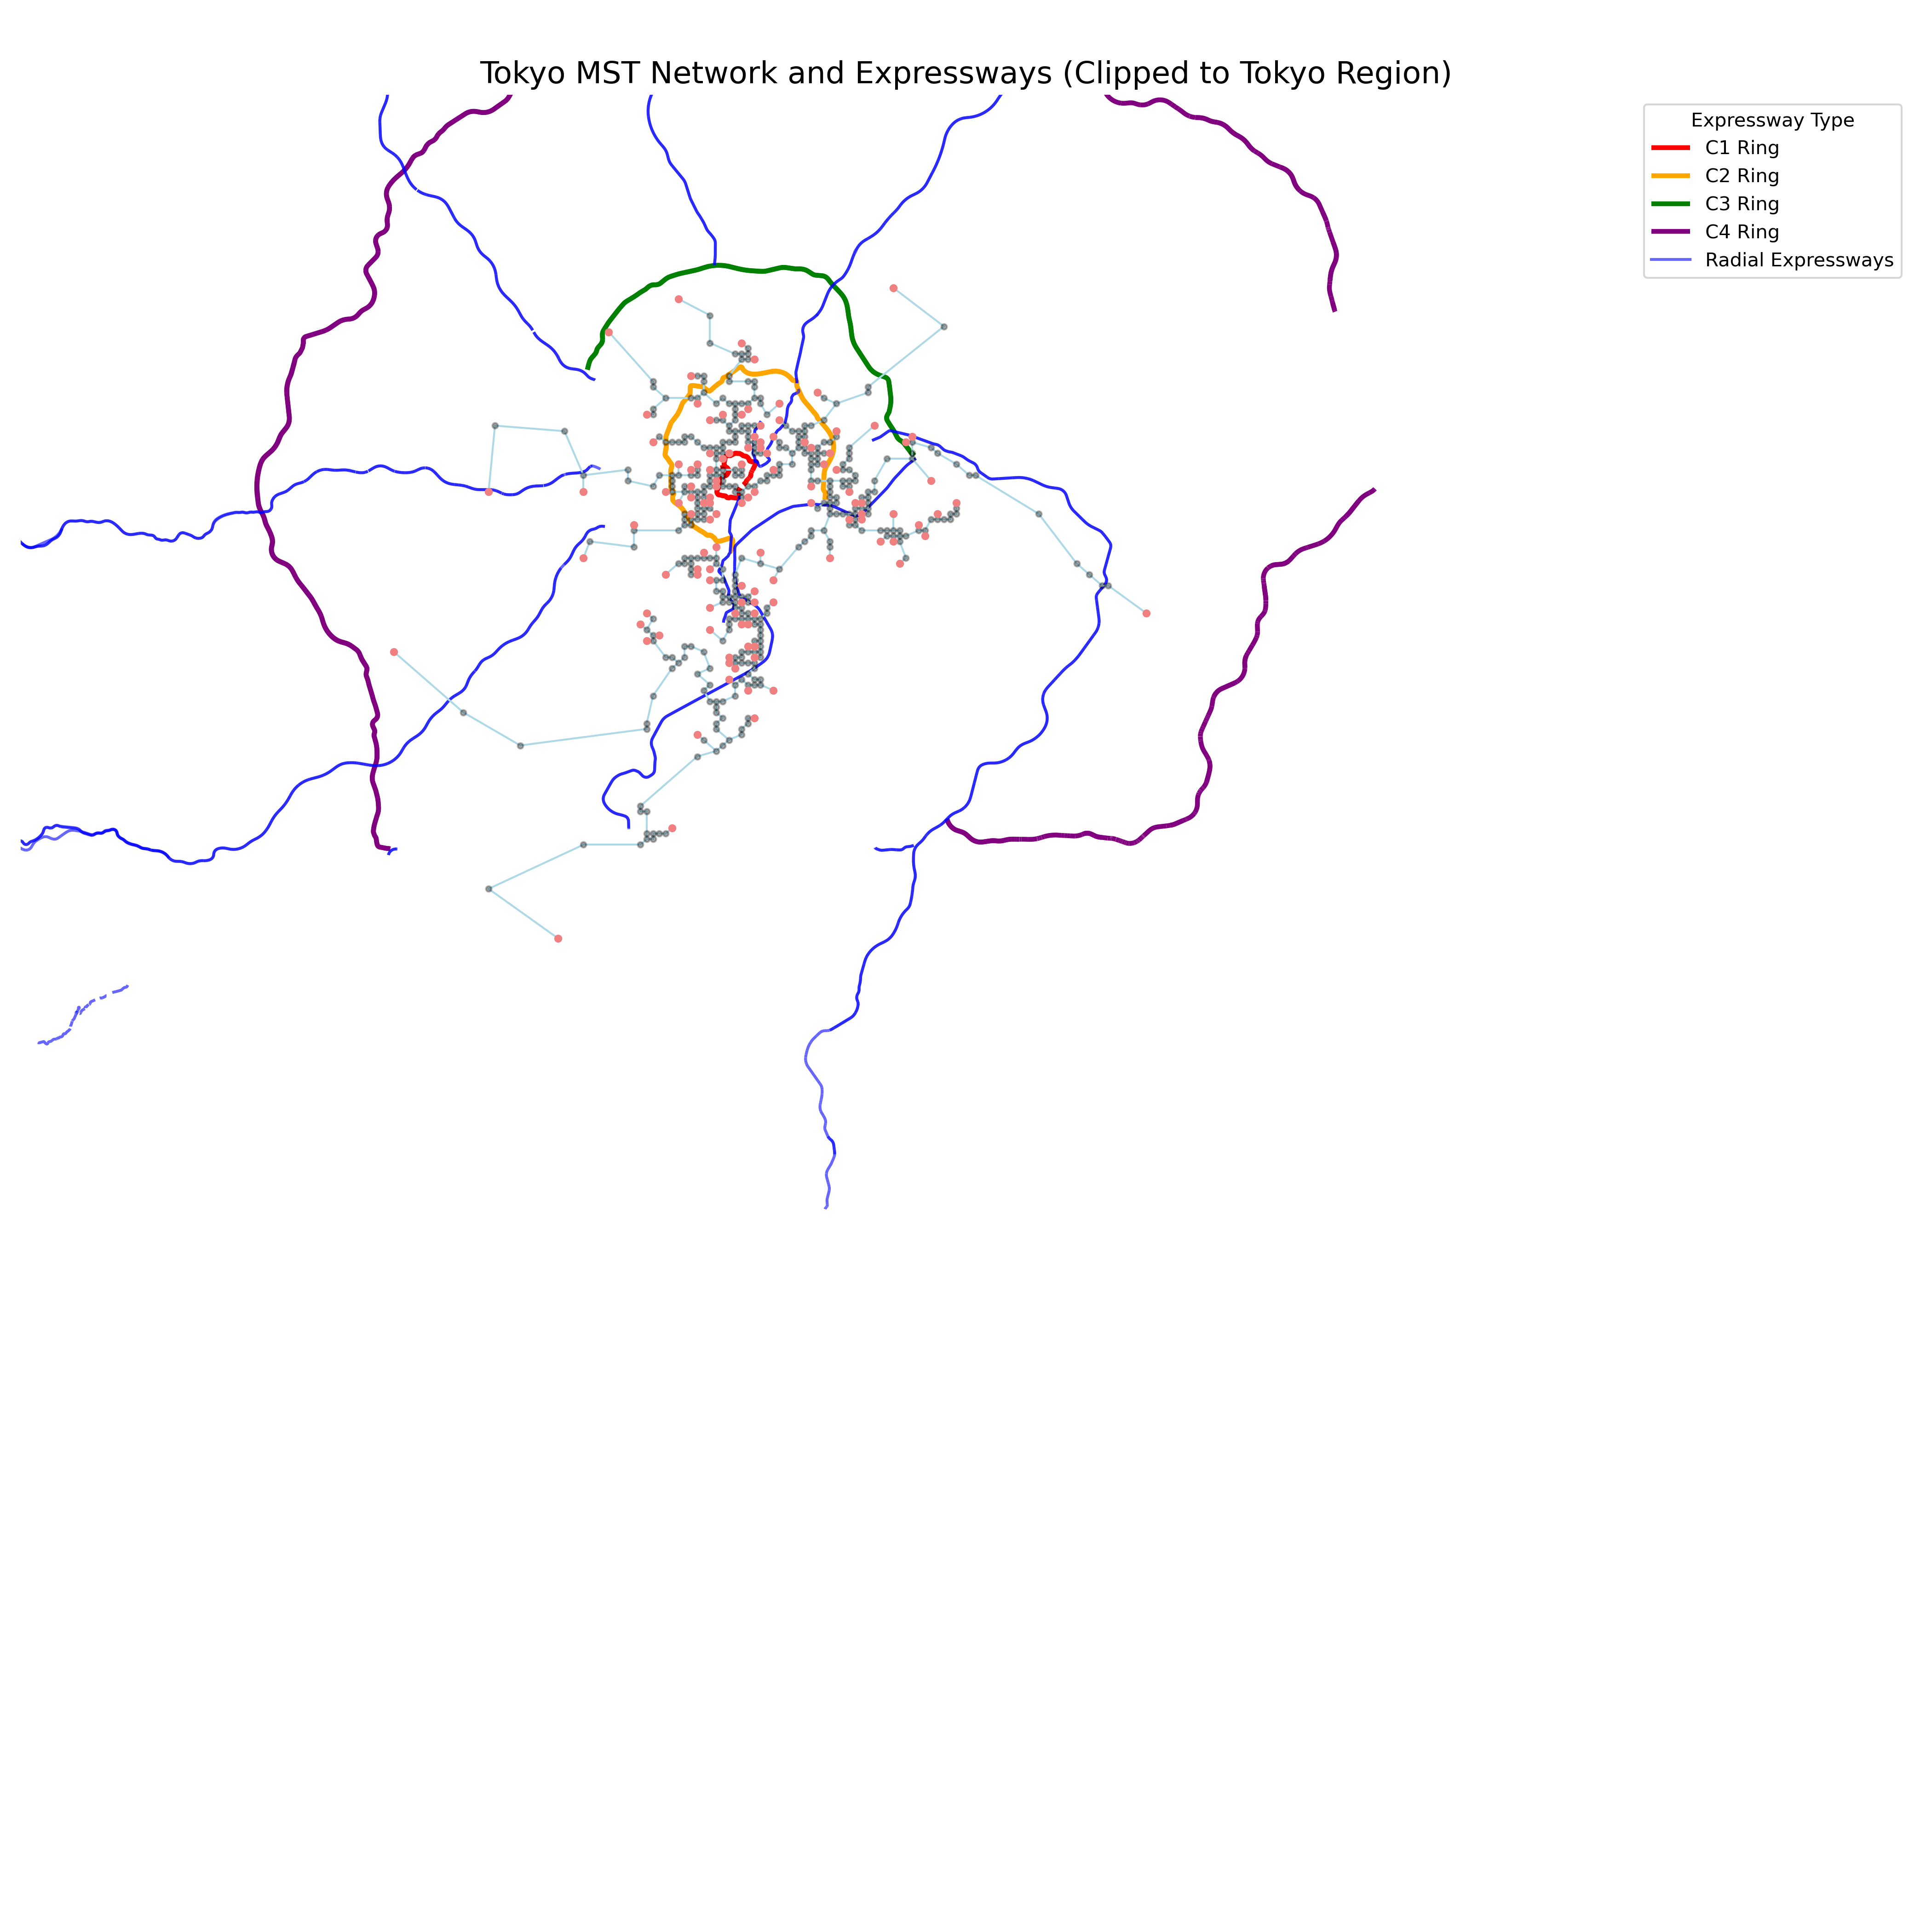 Tokyo MST Network and Expressways (Clipped to Tokyo Region)
Expressway Type
C1 Ring
C2 Ring
C3 Ring
C4 Ring
Radial Expressways